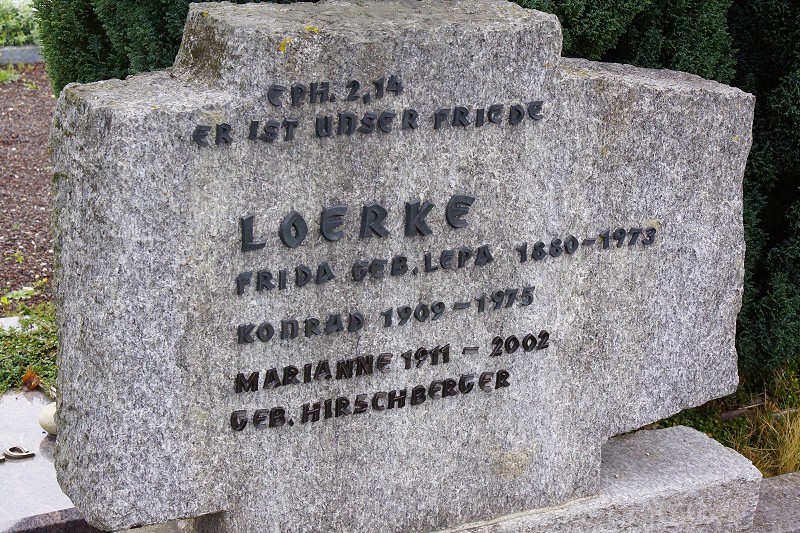 EPH. 2,14
ER IST UNSER FRIEDE
LOERKE
FRIDA GEB. LEPA 1880-1973
KONRAD 1909-1975
MARIANNE 1911-2002
GEB. HIRSCHBERGER